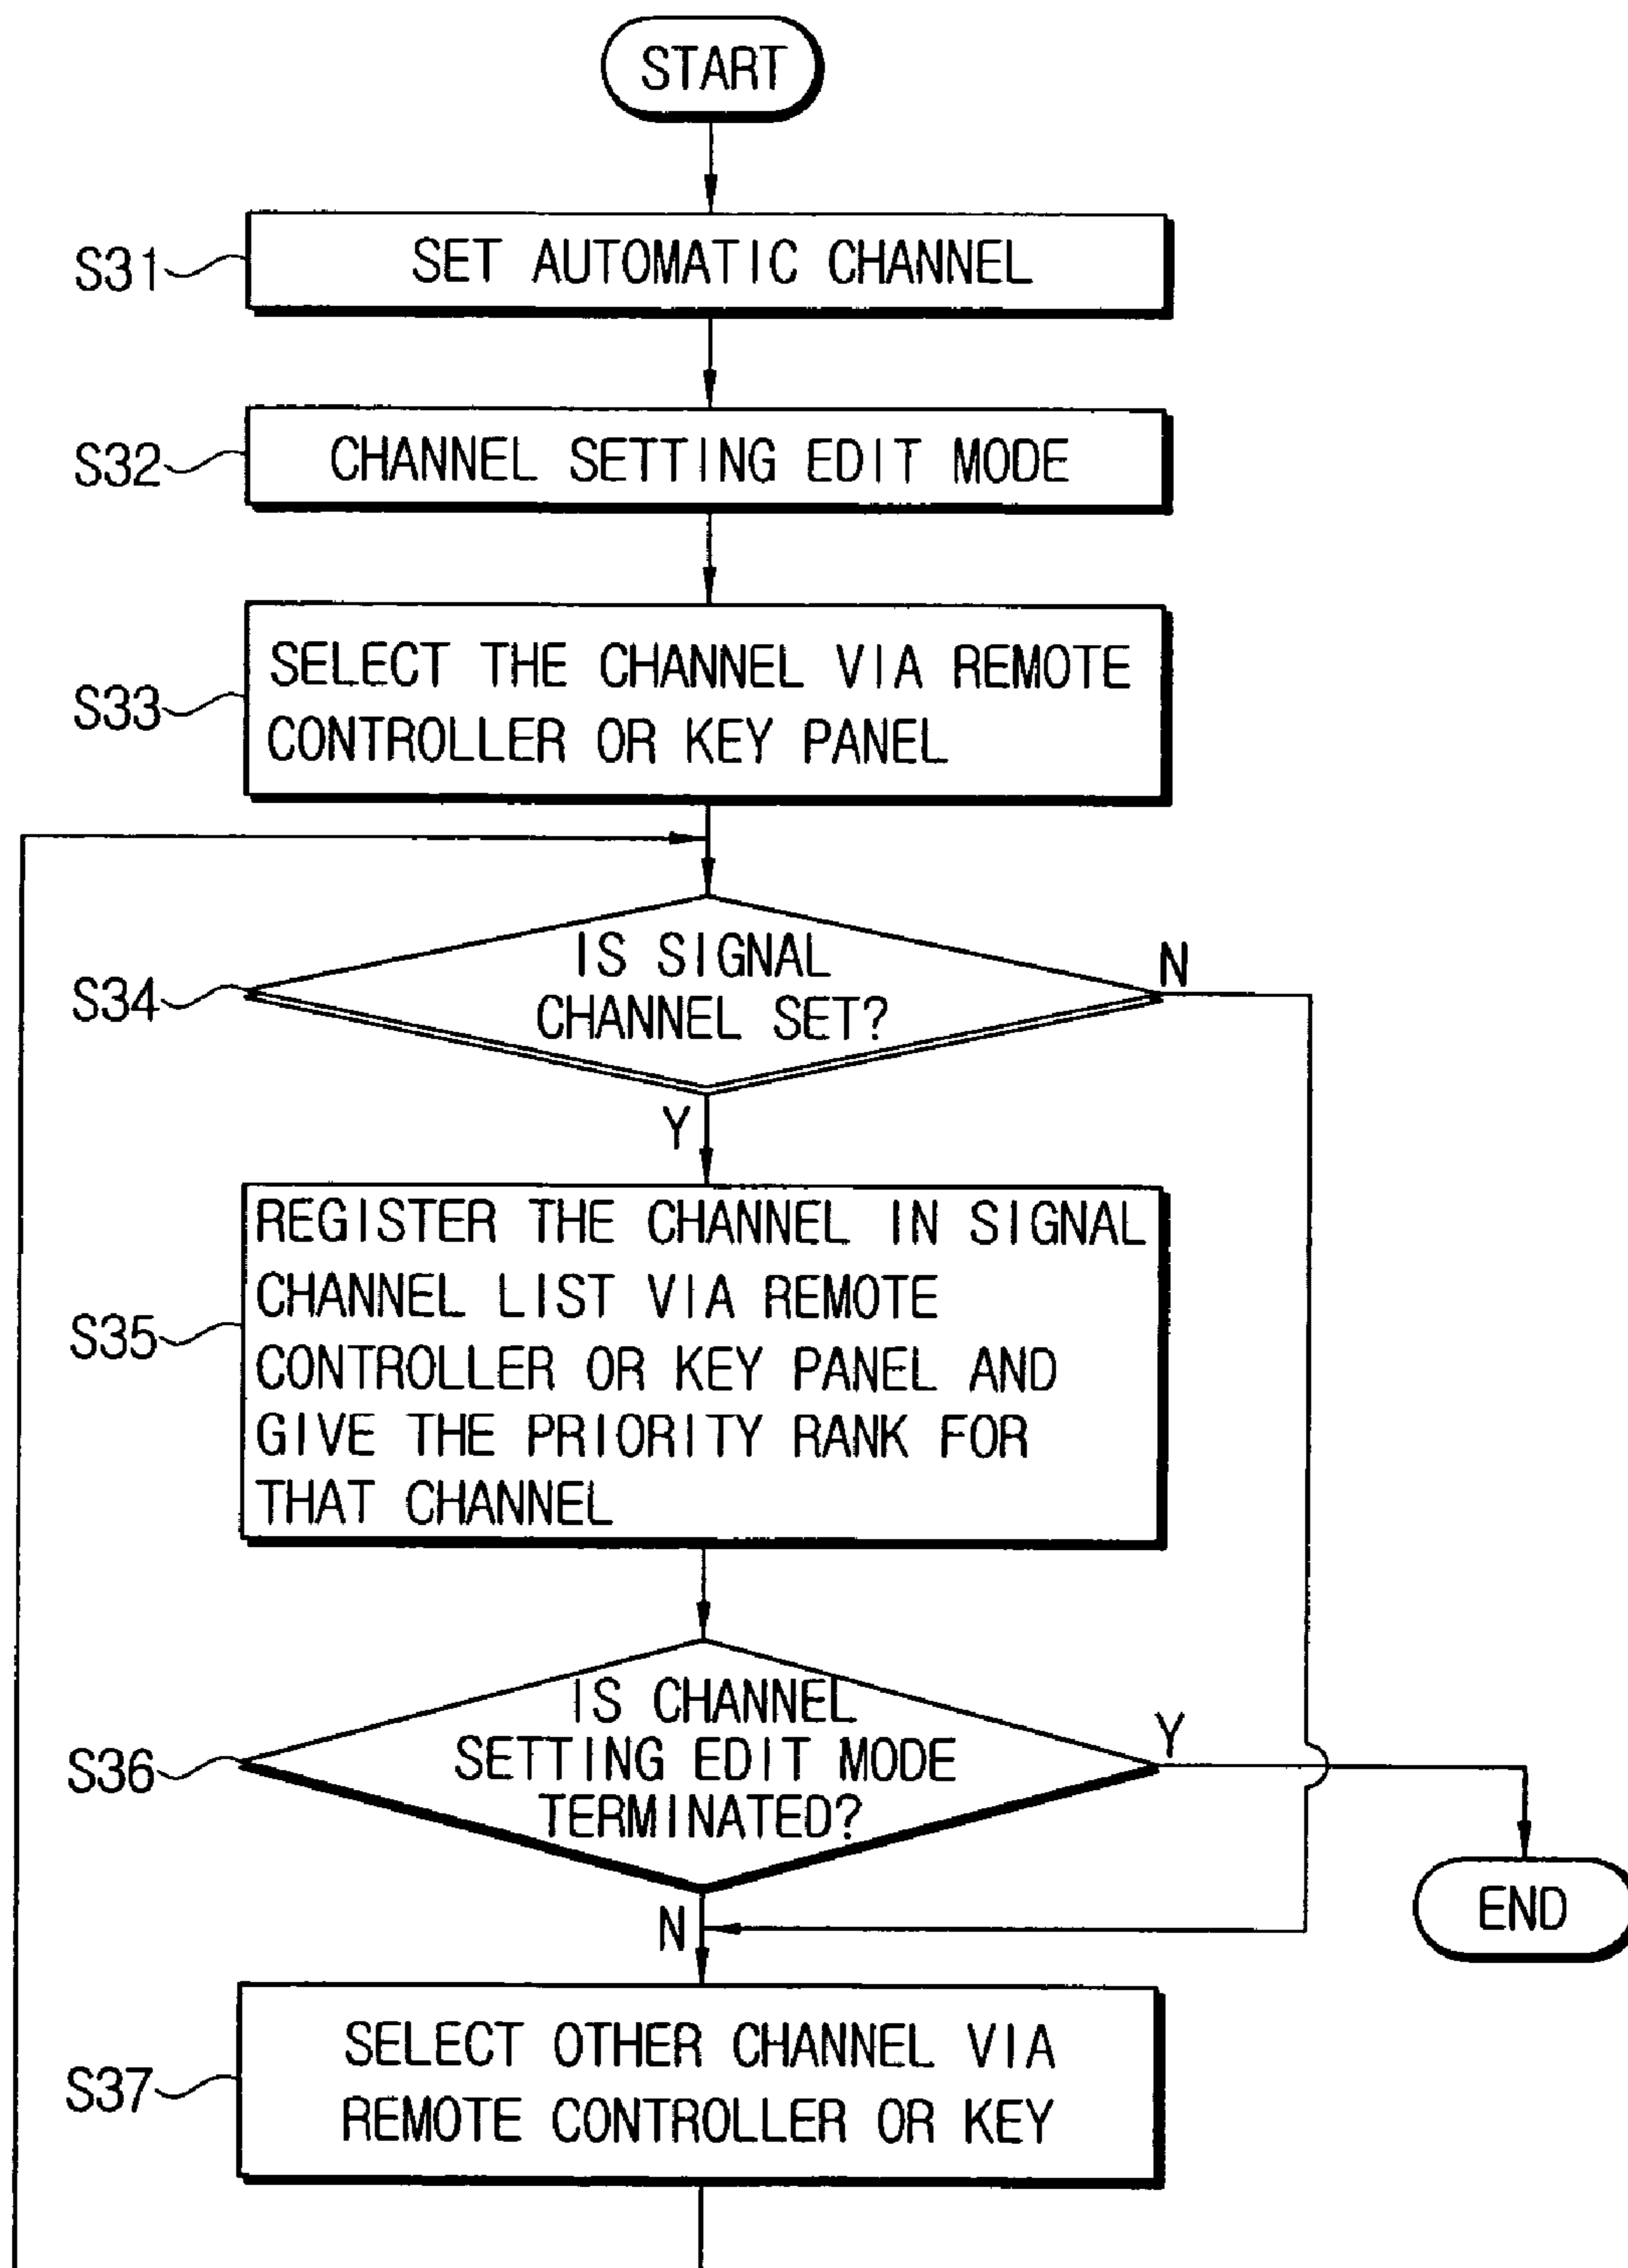 START
S31
SET AUTOMATIC CHANNEL
S32
CHANNEL SETTING EDIT MODE
S33
SELECT THE CHANNEL VIA REMOTE
CONTROLLER OR KEY PANEL
S34
IS SIGNAL
CHANNEL SET?
N
Y
S35
REGISTER THE CHANNEL IN SIGNAL
CHANNEL LIST VIA REMOTE
CONTROLLER OR KEY PANEL AND
GIVE THE PRIORITY RANK FOR
THAT CHANNEL
S36
IS CHANNEL
SETTING EDIT MODE
TERMINATED?
Y
N
END
S37
SELECT OTHER CHANNEL VIA
REMOTE CONTROLLER OR KEY